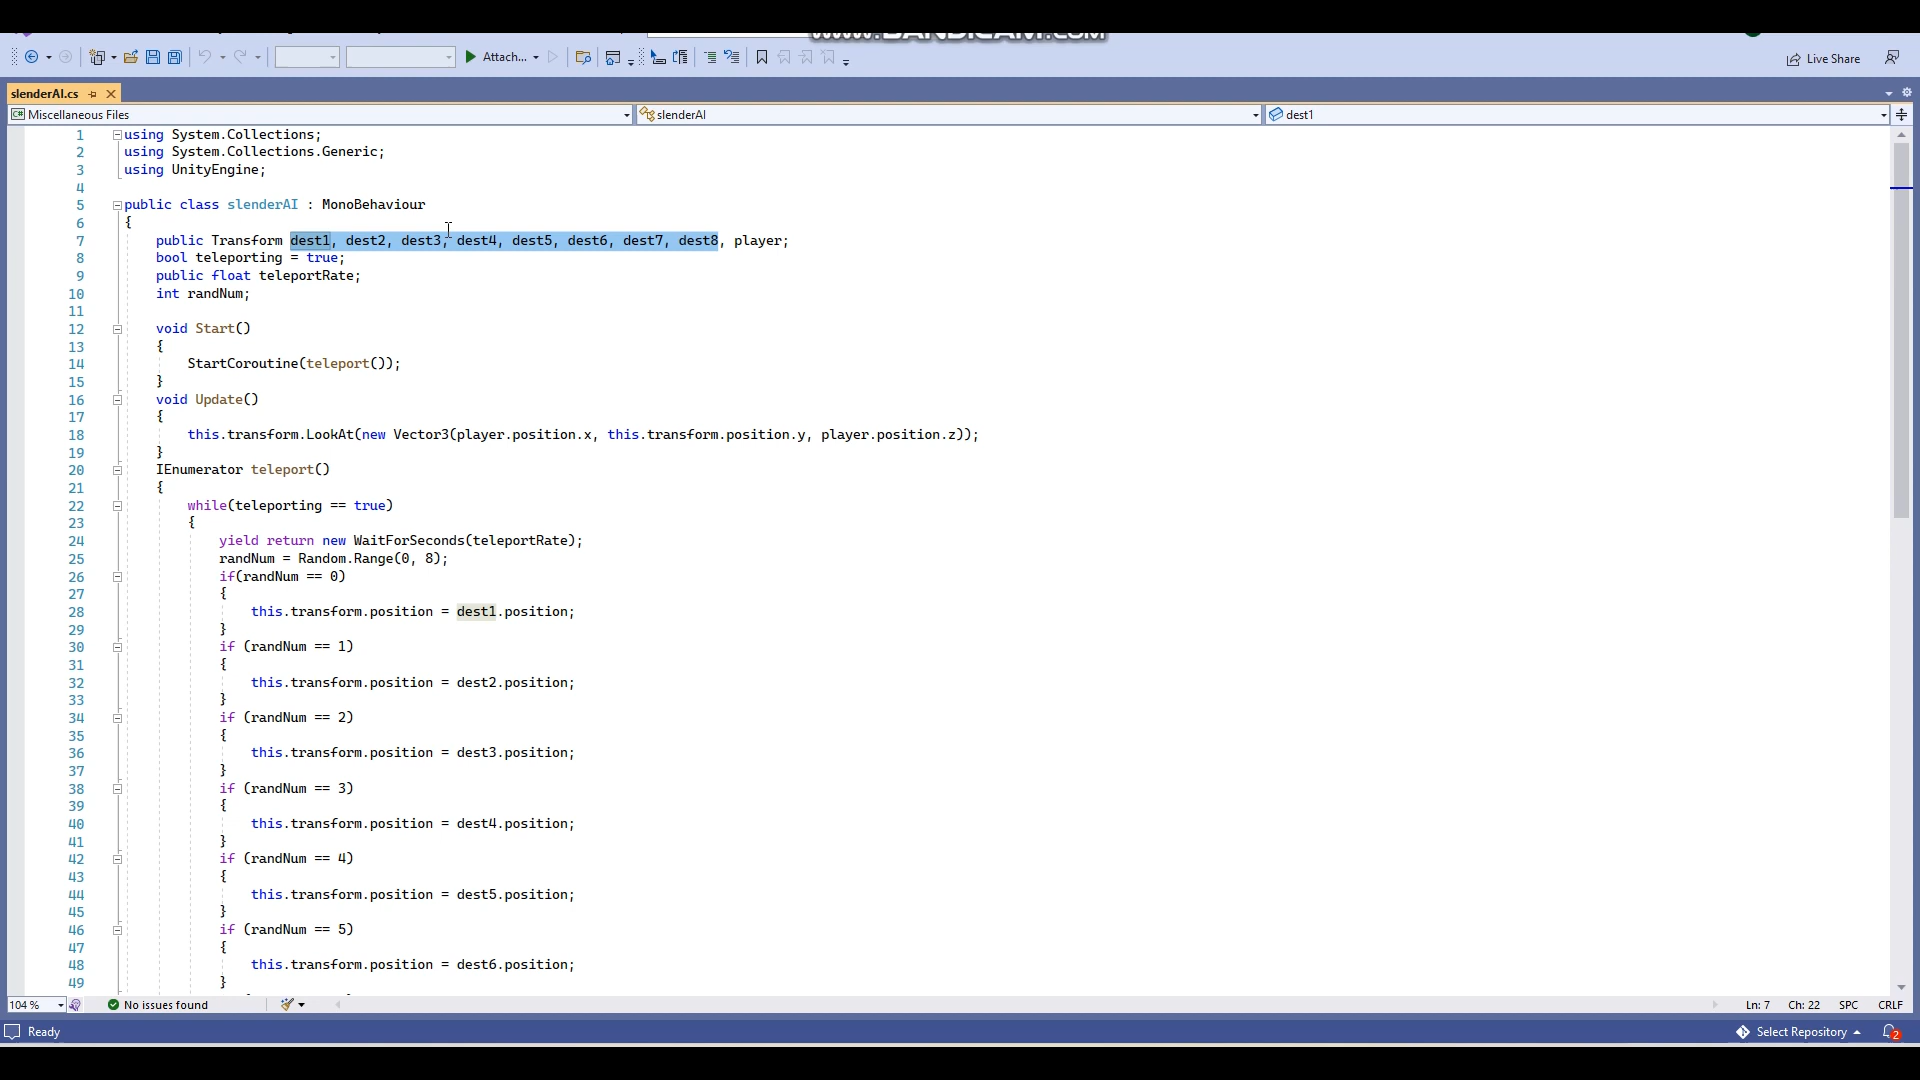 www.BANDICAM.com
Attach...
Live Share
slenderAI.cs
C# Miscellaneous Files
slenderAI
dest1
1 using System.Collections;
2 using System.Collections.Generic;
3 using UnityEngine;
4
5 public class slenderAI : MonoBehaviour
6 {
7 public Transform dest1, dest2, dest3, dest4, dest5, dest6, dest7, dest8, player;
8 bool teleporting = true;
9 public float teleportRate;
10 int randNum;
11
12 void Start()
13 {
14 StartCoroutine(teleport());
15 }
16 void Update()
17 {
18 this.transform.LookAt(new Vector3(player.position.x, this.transform.position.y, player.position.z));
19 }
20 IEnumerator teleport()
21 {
22 while(teleporting == true)
23 {
24 yield return new WaitForSeconds(teleportRate);
25 randNum = Random.Range(0, 8);
26 if(randNum == 0)
27 {
28 this.transform.position = dest1.position;
29 }
30 if (randNum == 1)
31 {
32 this.transform.position = dest2.position;
33 }
34 if (randNum == 2)
35 {
36 this.transform.position = dest3.position;
37 }
38 if (randNum == 3)
39 {
40 this.transform.position = dest4.position;
41 }
42 if (randNum == 4)
43 {
44 this.transform.position = dest5.position;
45 }
46 if (randNum == 5)
47 {
48 this.transform.position = dest6.position;
49 }
104 %
No issues found
Ln: 7 Ch: 22 SPC CRLF
Ready
Select Repository
2